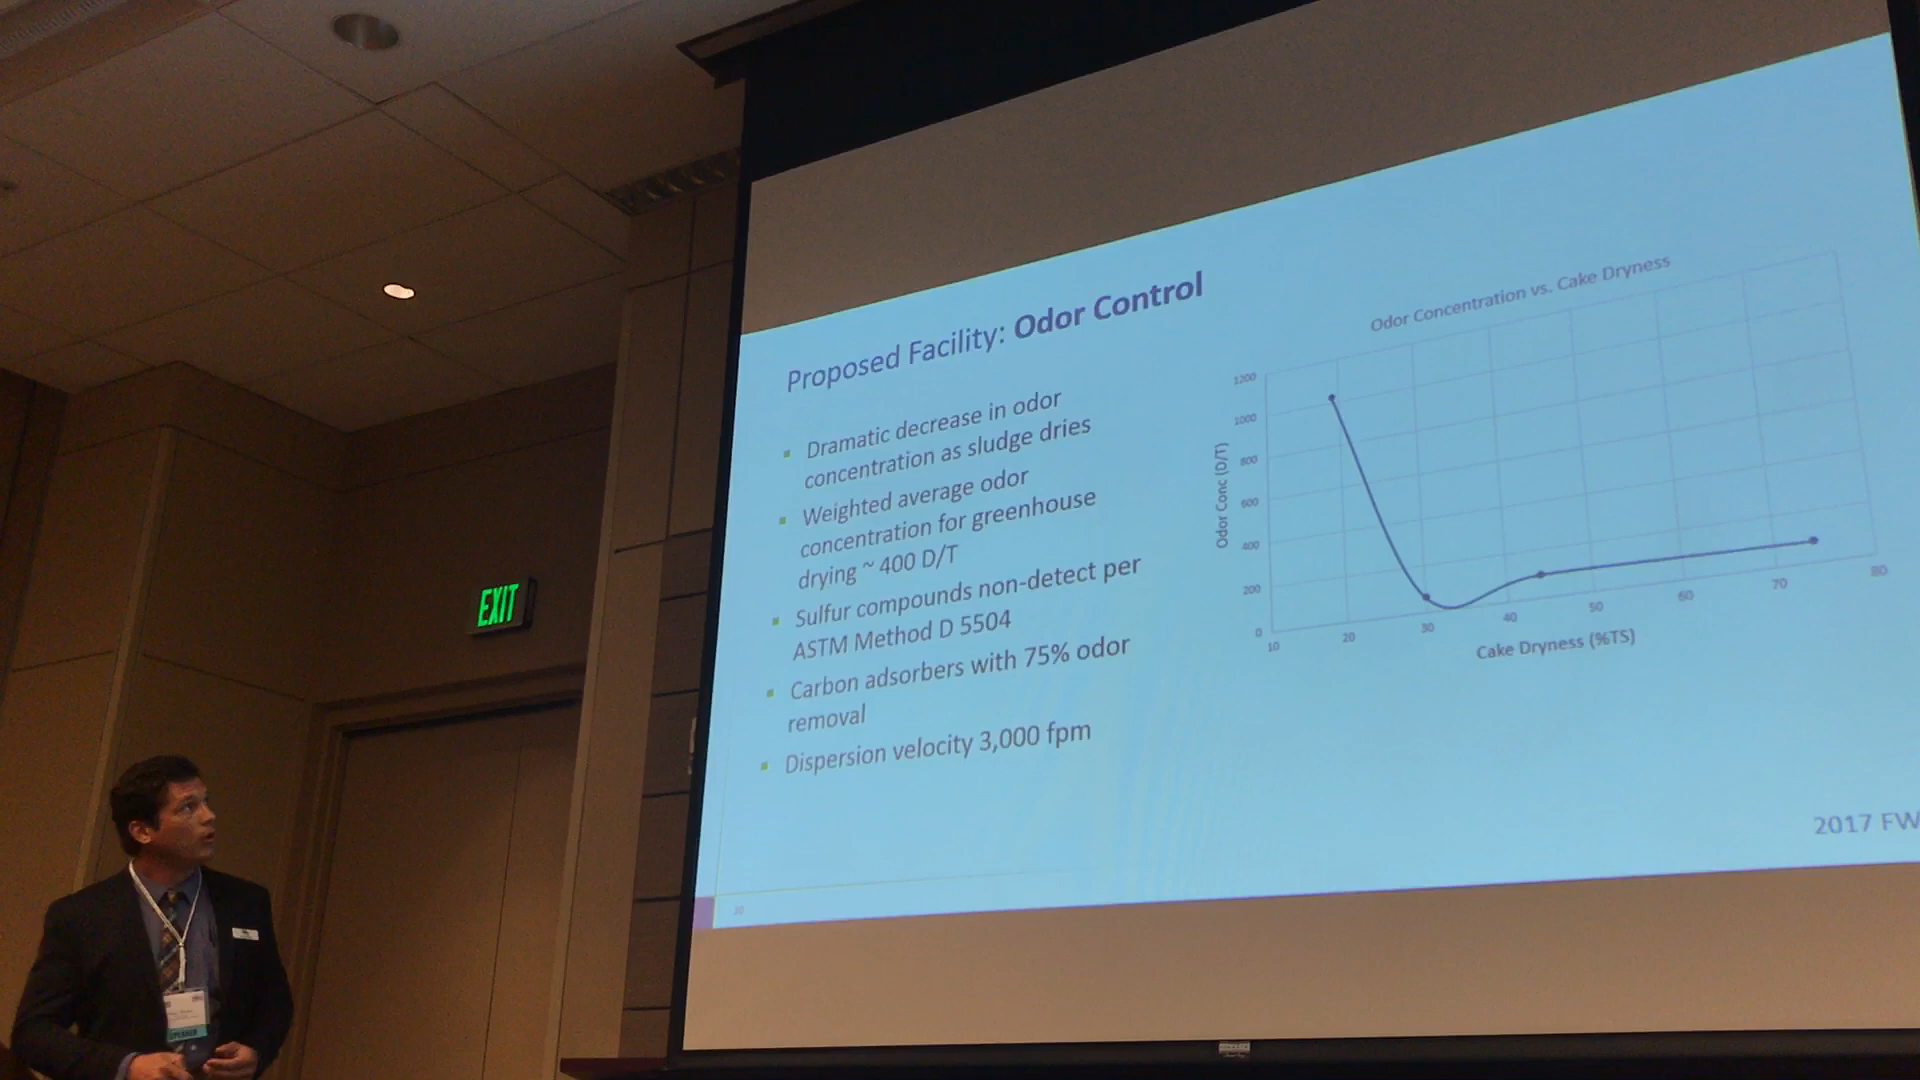 Proposed Facility: Odor Control
Dramatic decrease in odor
concentration as sludge dries
Weighted average odor
concentration for greenhouse
drying ~ 400 D/T
Sulfur compounds non-detect per
ASTM Method D 5504
Carbon adsorbers with 75% odor
removal
Dispersion velocity 3,000 fpm
Odor Concentration vs. Cake Dryness
Odor Conc (D/T)
1200
1000
800
600
400
200
0
10 20 30 40 50 60 70 80
Cake Dryness (%TS)
2017 FW
20
EXIT
SPEAKER